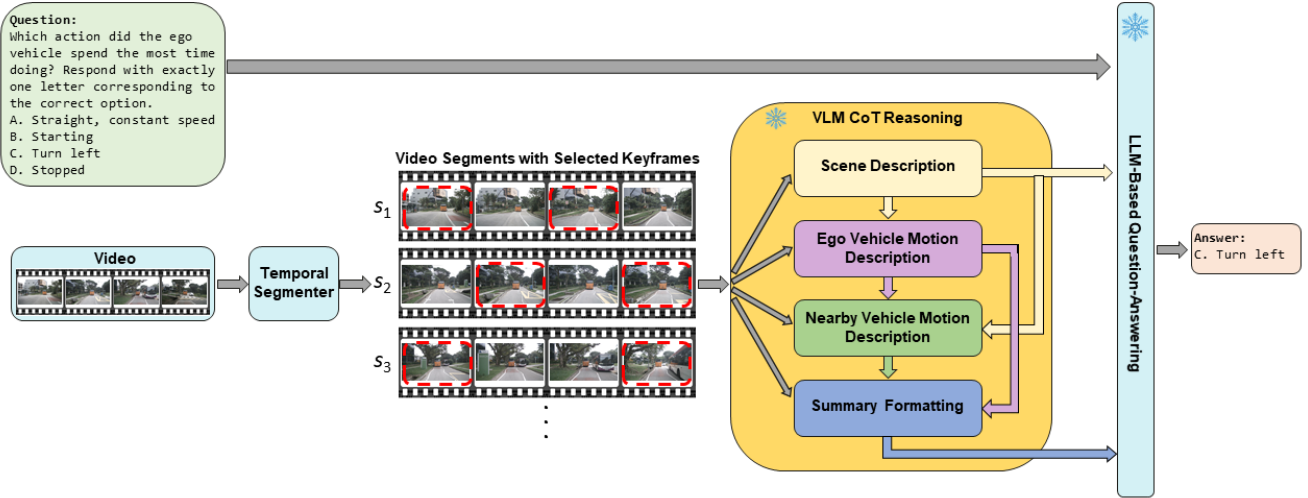 Question:
Which action did the ego
vehicle spend the most time
doing? Respond with exactly
one letter corresponding to
the correct option.
A. Straight, constant speed
B. Starting
C. Turn left
D. Stopped
Video
Temporal
Segmenter
Video Segments with Selected Keyframes
s1
s2
s3
VLM CoT Reasoning
Scene Description
Ego Vehicle Motion
Description
Nearby Vehicle Motion
Description
Summary Formatting
LLM-Based Question-Answering
Answer:
C. Turn left